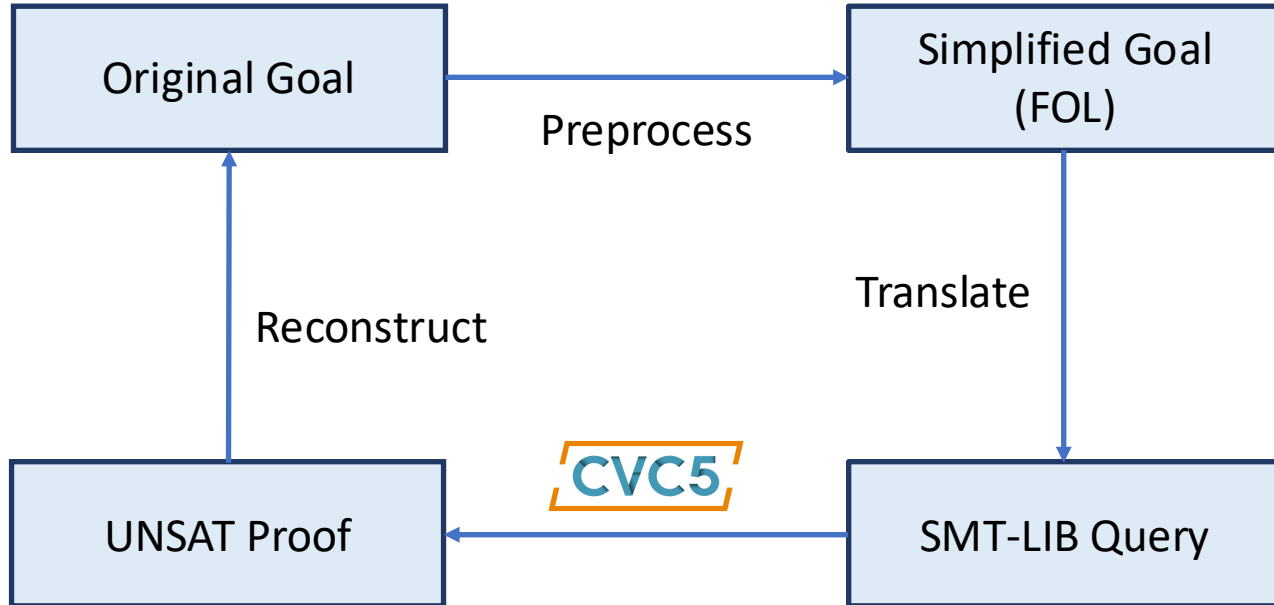 Original Goal
Simplified Goal
(FOL)
Preprocess
Translate
Reconstruct
CVC5
UNSAT Proof
SMT-LIB Query